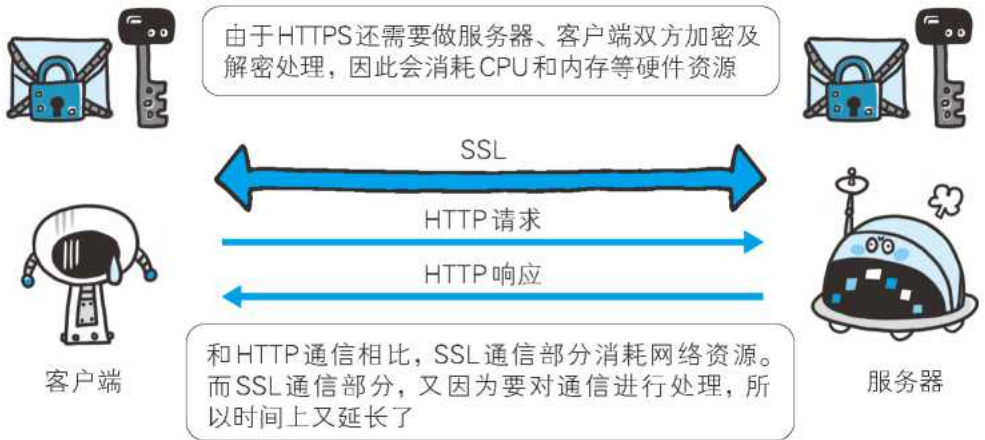 由于HTTPS还需要做服务器、客户端双方加密及
解密处理，因此会消耗CPU和内存等硬件资源
SSL
HTTP请求
HTTP响应
客户端
服务器
和HTTP通信相比，SSL通信部分消耗网络资源。
而SSL通信部分，又因为要对通信进行处理，所
以时间上又延长了